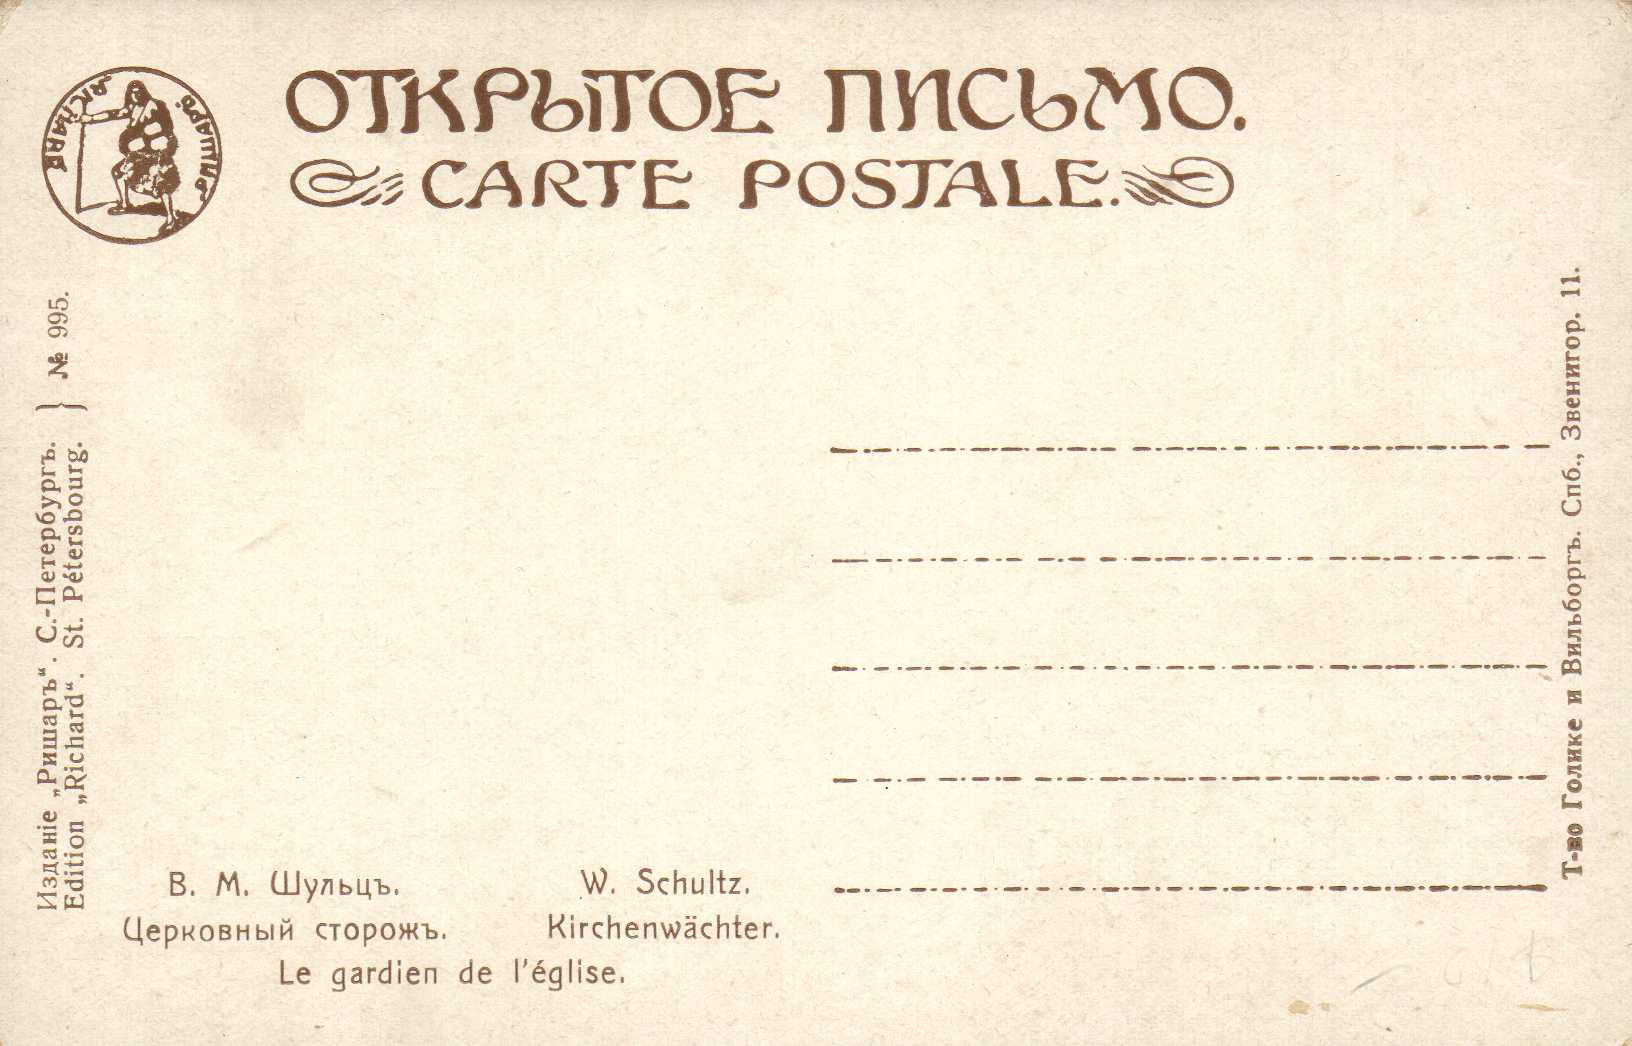 „RICHARD“ „РИШАРЪ“
ОТКРЫТОЕ ПИСЬМО.
CARTE POSTALE.
Изданіе „Ришаръ“. С.-Петербургъ.
Edition „Richard“. St. Pétersbourg.
} № 995.
В. М. Шульцъ.
Церковный сторожъ.
W. Schultz.
Kirchenwächter.
Le gardien de l'église.
Т-во Голике и Вильборгъ. Спб., Звенигор. 11.